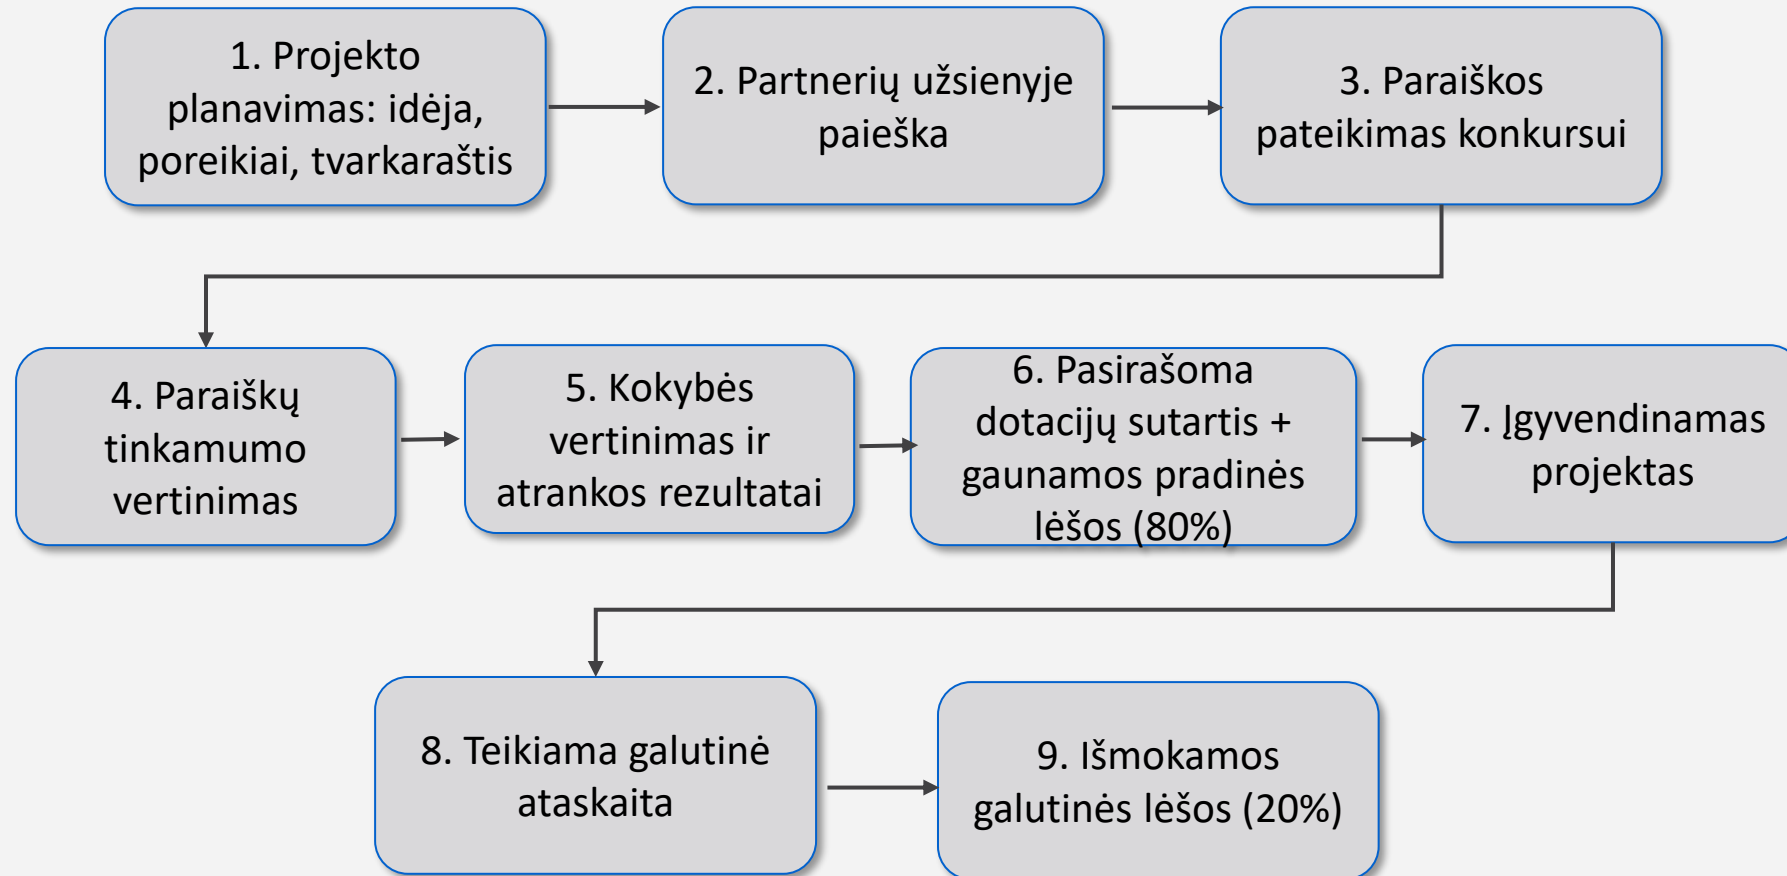 1. Projekto
planavimas: idėja,
poreikiai, tvarkaraštis
2. Partnerių užsienyje
paieška
3. Paraiškos
pateikimas konkursui
4. Paraiškų
tinkamumo
vertinimas
5. Kokybės
vertinimas ir
atrankos rezultatai
6. Pasirašoma
dotacijų sutartis +
gaunamos pradinės
lėšos (80%)
7. Įgyvendinamas
projektas
8. Teikiama galutinė
ataskaita
9. Išmokamos
galutinės lėšos (20%)